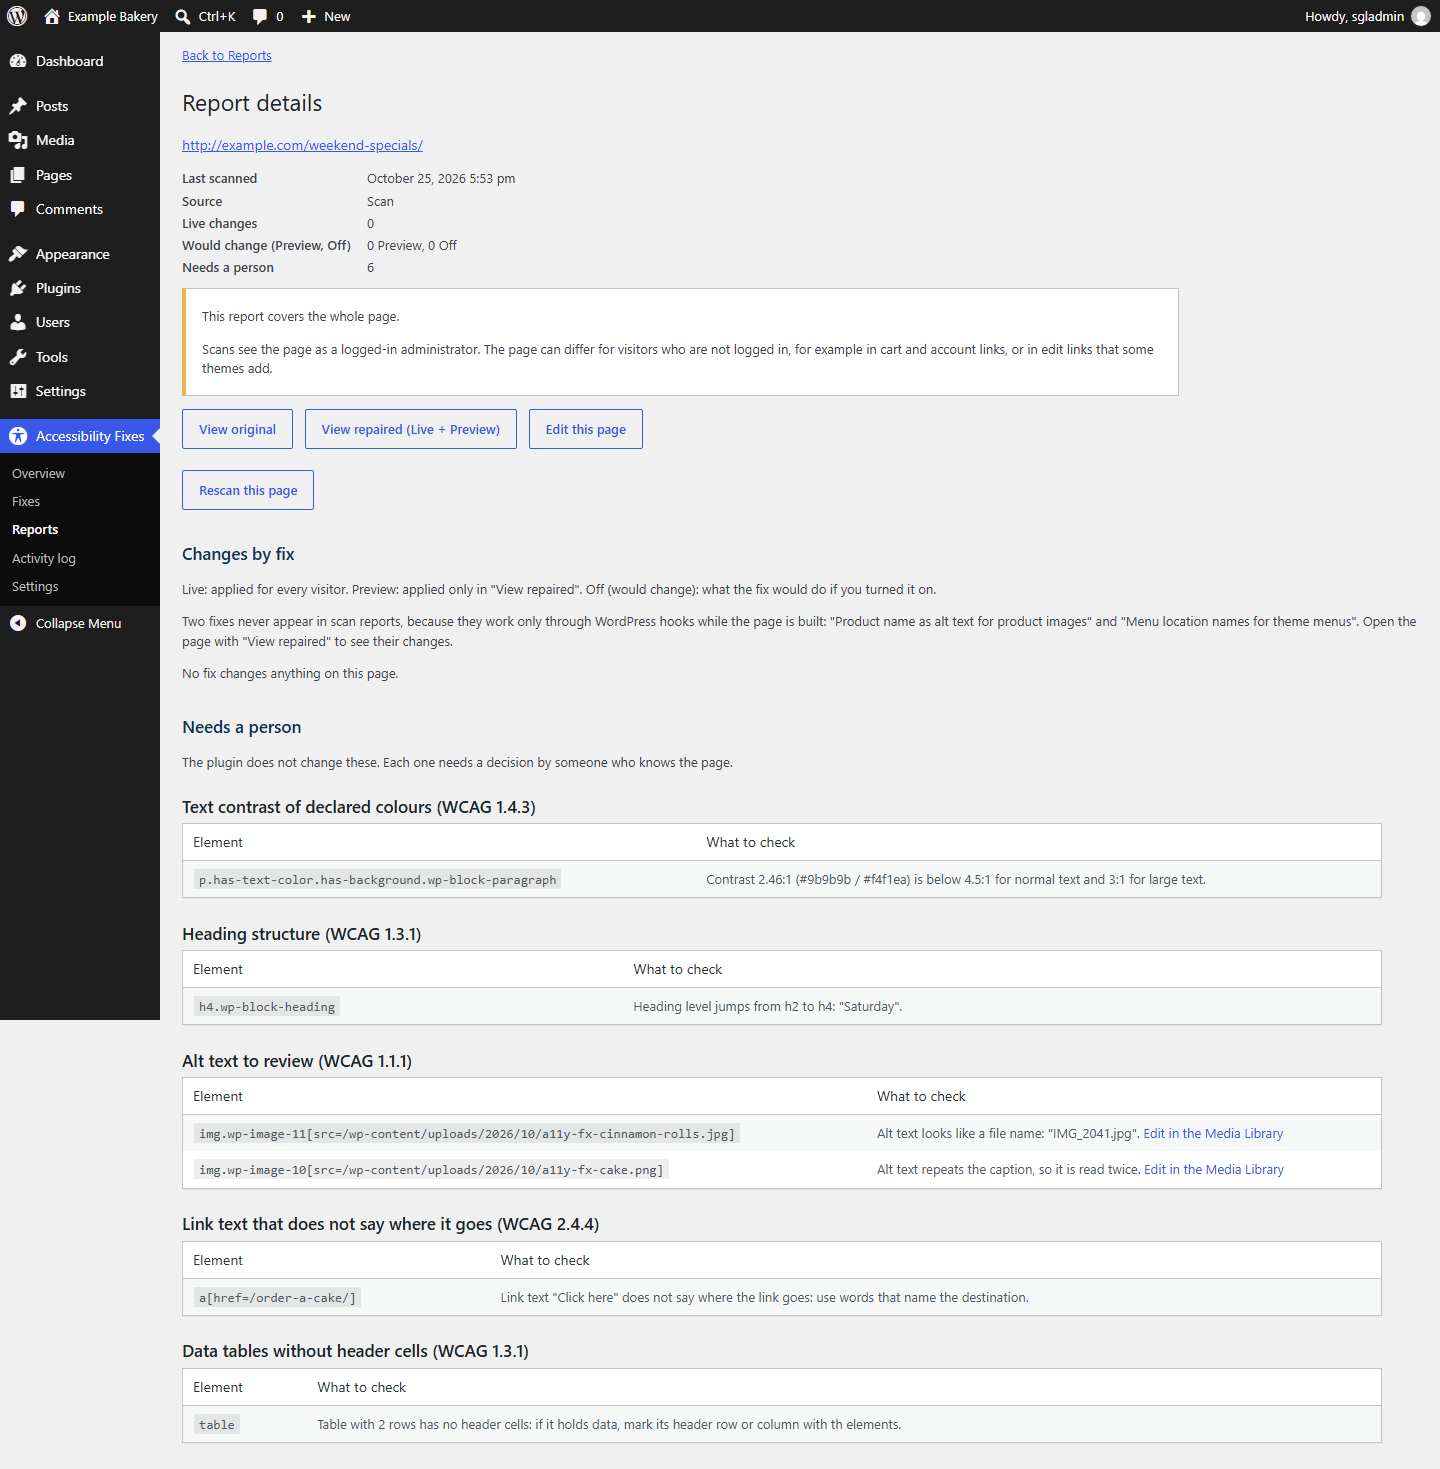 Example Bakery
Ctrl+K
0
New
Howdy, sgladmin
Dashboard
Posts
Media
Pages
Comments
Appearance
Plugins
Users
Tools
Settings
Accessibility Fixes
Overview
Fixes
Reports
Activity log
Settings
Collapse Menu
Back to Reports
Report details
http://example.com/weekend-specials/
Last scanned October 25, 2026 5:53 pm
Source Scan
Live changes 0
Would change (Preview, Off) 0 Preview, 0 Off
Needs a person 6
This report covers the whole page.
Scans see the page as a logged-in administrator. The page can differ for visitors who are not logged in, for example in cart and account links, or in edit links that some
themes add.
View original
View repaired (Live + Preview)
Edit this page
Rescan this page
Changes by fix
Live: applied for every visitor. Preview: applied only in "View repaired". Off (would change): what the fix would do if you turned it on.
Two fixes never appear in scan reports, because they work only through WordPress hooks while the page is built: "Product name as alt text for product images" and "Menu location names for theme menus". Open the
page with "View repaired" to see their changes.
No fix changes anything on this page.
Needs a person
The plugin does not change these. Each one needs a decision by someone who knows the page.
Text contrast of declared colours (WCAG 1.4.3)
Element What to check
p.has-text-color.has-background.wp-block-paragraph Contrast 2.46:1 (#9b9b9b / #f4f1ea) is below 4.5:1 for normal text and 3:1 for large text.
Heading structure (WCAG 1.3.1)
Element What to check
h4.wp-block-heading Heading level jumps from h2 to h4: "Saturday".
Alt text to review (WCAG 1.1.1)
Element What to check
img.wp-image-11[src=/wp-content/uploads/2026/10/a11y-fx-cinnamon-rolls.jpg] Alt text looks like a file name: "IMG_2041.jpg". Edit in the Media Library
img.wp-image-10[src=/wp-content/uploads/2026/10/a11y-fx-cake.png] Alt text repeats the caption, so it is read twice. Edit in the Media Library
Link text that does not say where it goes (WCAG 2.4.4)
Element What to check
a[href=/order-a-cake/] Link text "Click here" does not say where the link goes: use words that name the destination.
Data tables without header cells (WCAG 1.3.1)
Element What to check
table Table with 2 rows has no header cells: if it holds data, mark its header row or column with th elements.